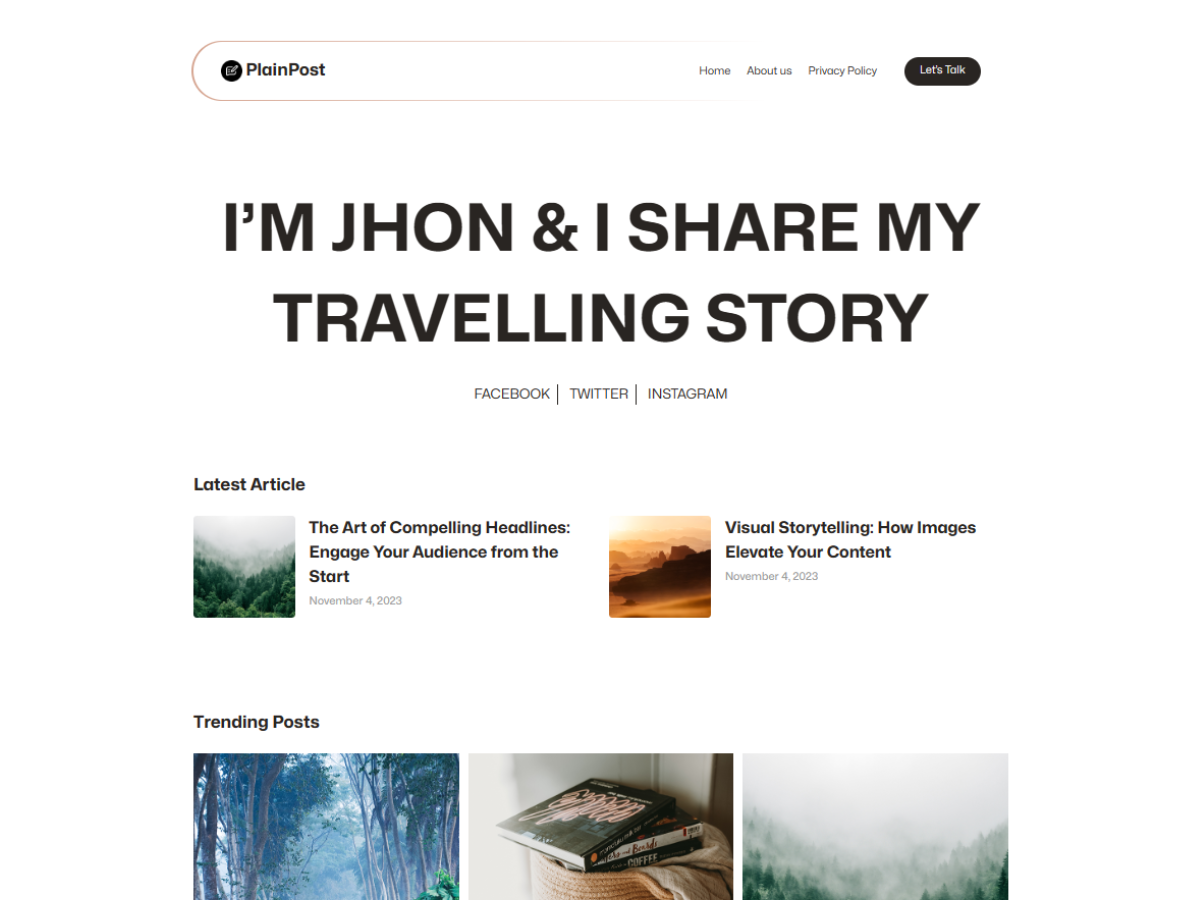 PlainPost
Home
About us
Privacy Policy
Let's Talk
I’M JHON & I SHARE MY
TRAVELLING STORY
FACEBOOK
TWITTER
INSTAGRAM
Latest Article
The Art of Compelling Headlines:
Engage Your Audience from the
Start
November 4, 2023
Visual Storytelling: How Images
Elevate Your Content
November 4, 2023
Trending Posts
COFFEE